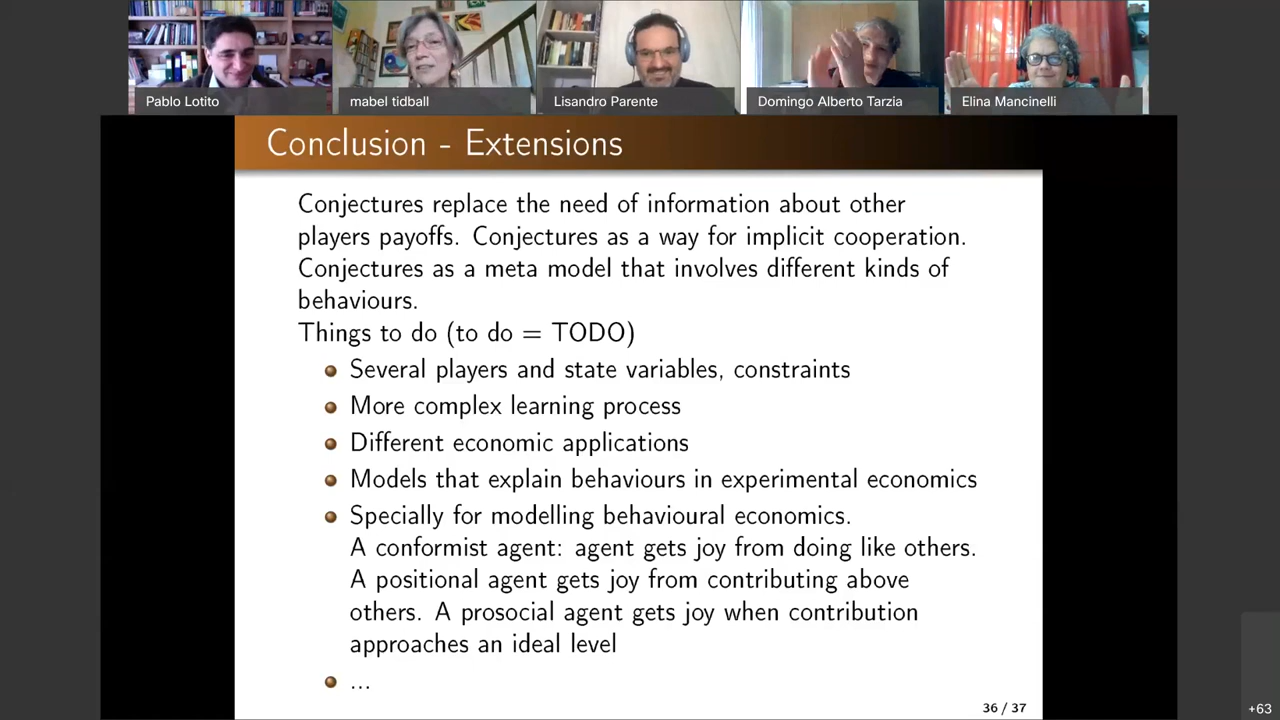 Pablo Lotito
mabel tidball
Lisandro Parente
Domingo Alberto Tarzia
Elina Mancinelli
Conclusion - Extensions
Conjectures replace the need of information about other
players payoffs. Conjectures as a way for implicit cooperation.
Conjectures as a meta model that involves different kinds of
behaviours.
Things to do (to do = TODO)
Several players and state variables, constraints
More complex learning process
Different economic applications
Models that explain behaviours in experimental economics
Specially for modelling behavioural economics.
A conformist agent: agent gets joy from doing like others.
A positional agent gets joy from contributing above
others. A prosocial agent gets joy when contribution
approaches an ideal level
...
36 / 37
+63